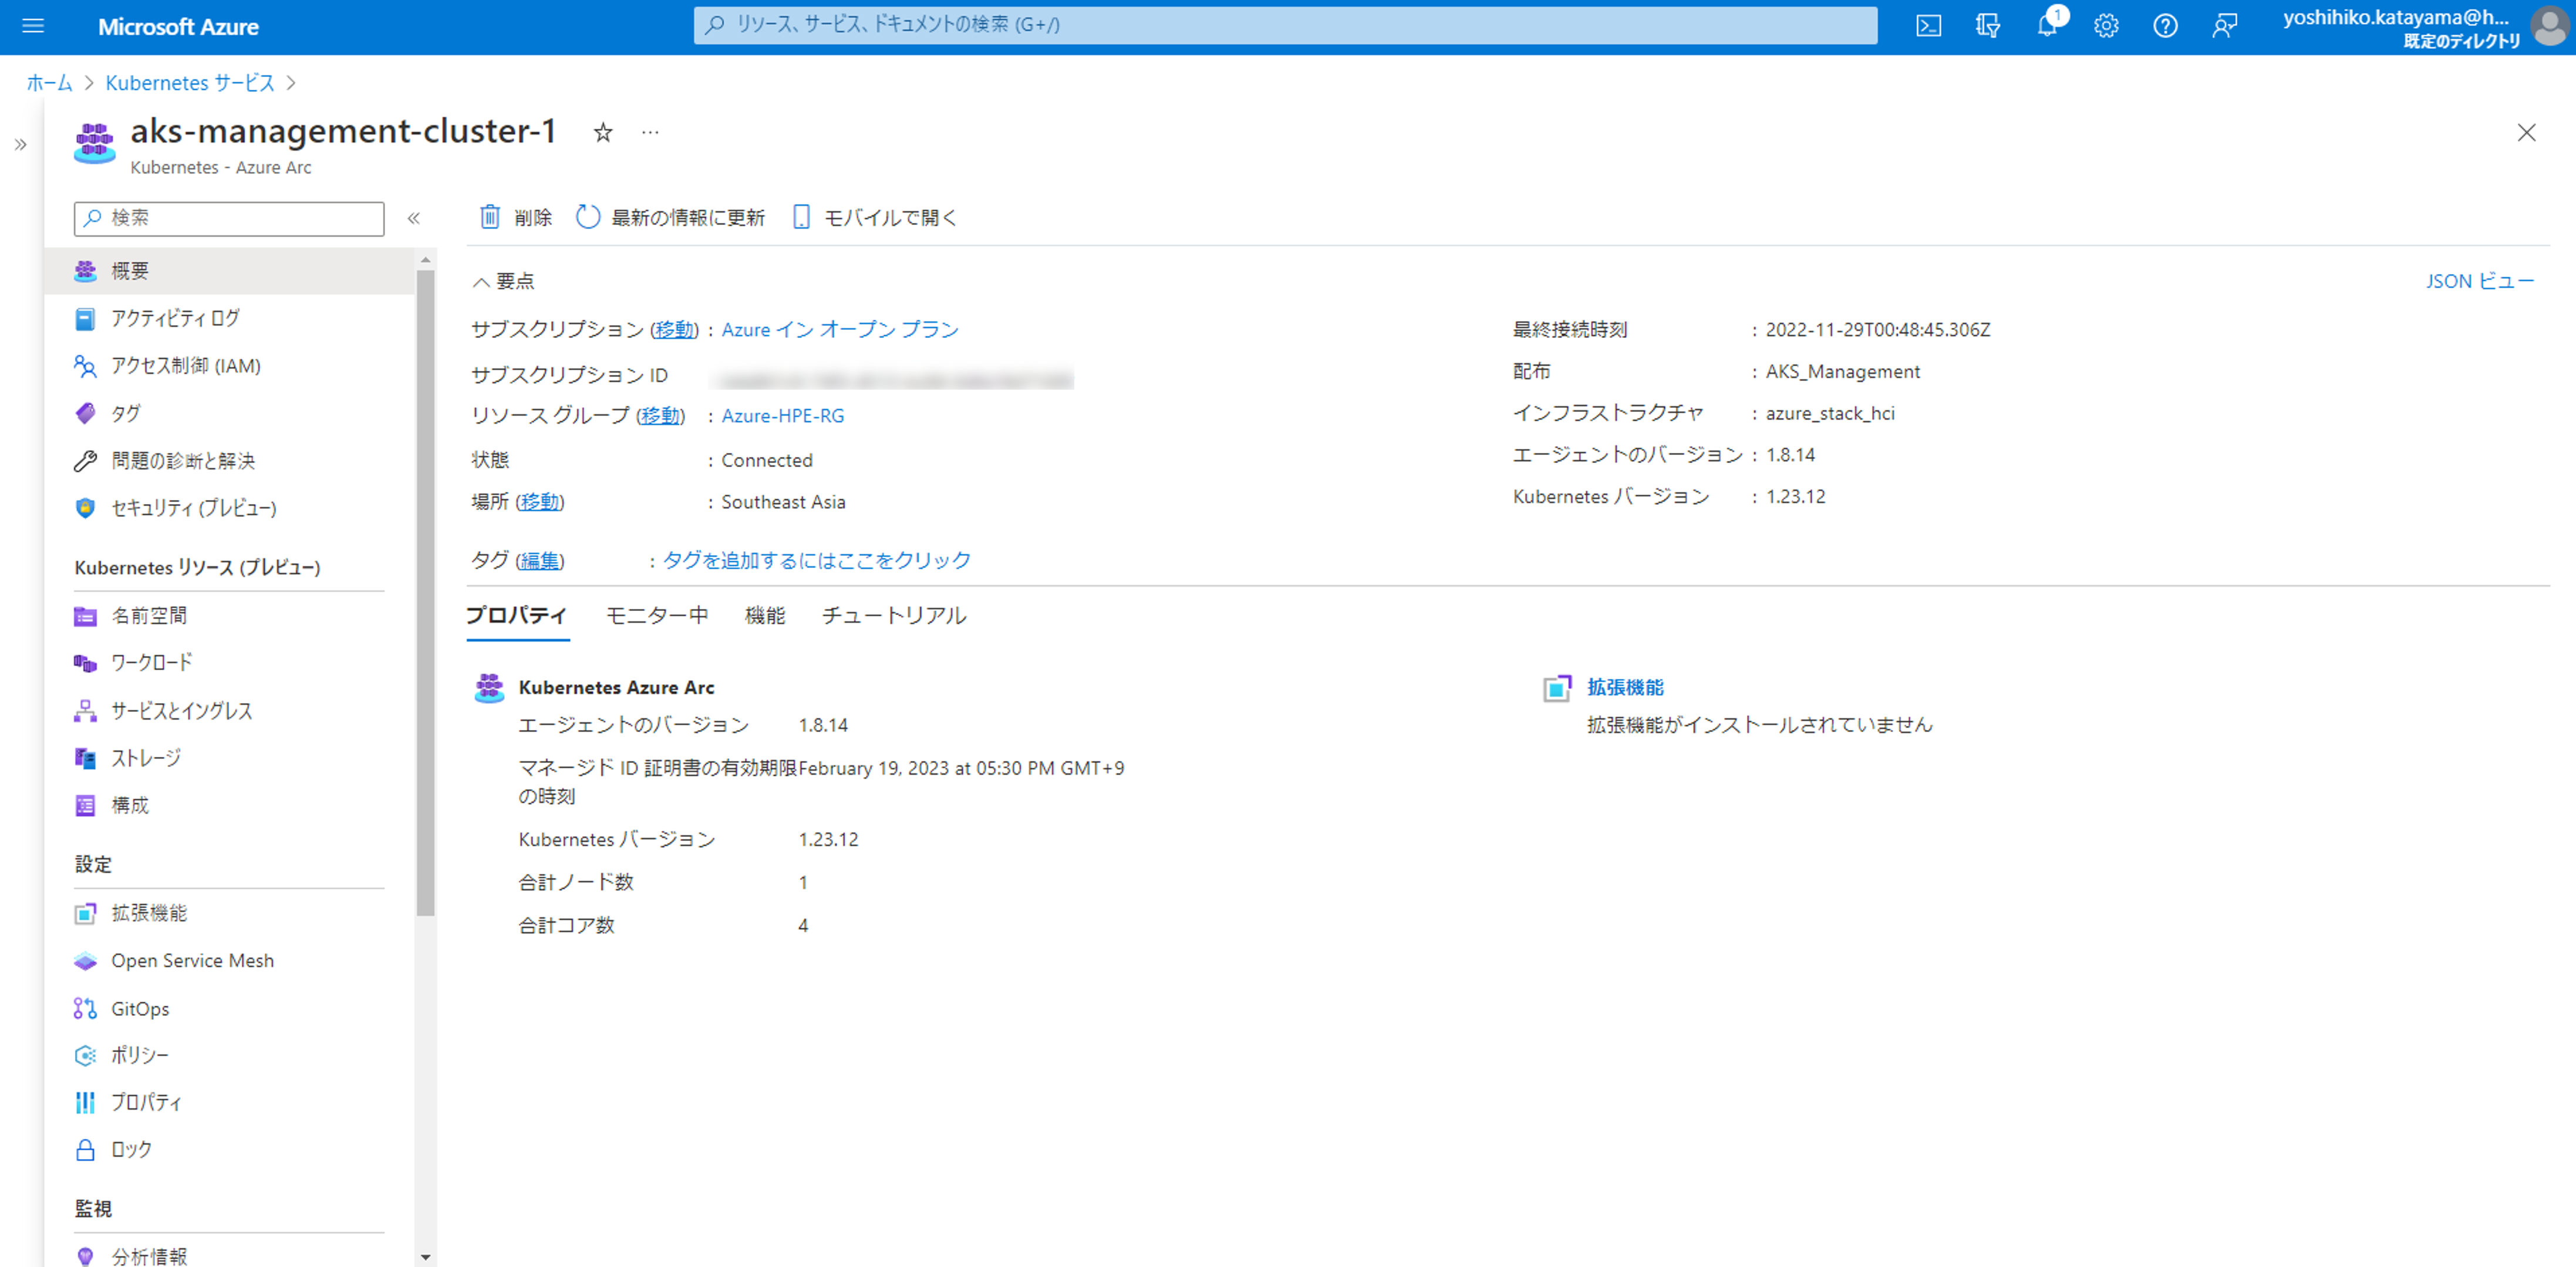 Microsoft Azure
リソース、サービス、ドキュメントの検索 (G+/)
1
yoshihiko.katayama@h...
既定のディレクトリ
ホーム > Kubernetes サービス >
aks-management-cluster-1
Kubernetes - Azure Arc
検索
概要
アクティビティ ログ
アクセス制御 (IAM)
タグ
問題の診断と解決
セキュリティ (プレビュー)
Kubernetes リソース (プレビュー)
名前空間
ワークロード
サービスとイングレス
ストレージ
構成
設定
拡張機能
Open Service Mesh
GitOps
ポリシー
プロパティ
ロック
監視
分析情報
削除 最新の情報に更新 モバイルで開く
要点
JSON ビュー
サブスクリプション (移動) : Azure イン オープン プラン
サブスクリプション ID
リソース グループ (移動) : Azure-HPE-RG
状態 : Connected
場所 (移動) : Southeast Asia
最終接続時刻 : 2022-11-29T00:48:45.306Z
配布 : AKS_Management
インフラストラクチャ : azure_stack_hci
エージェントのバージョン : 1.8.14
Kubernetes バージョン : 1.23.12
タグ (編集) : タグを追加するにはここをクリック
プロパティ モニター中 機能 チュートリアル
Kubernetes Azure Arc
エージェントのバージョン 1.8.14
マネージド ID 証明書の有効期限 February 19, 2023 at 05:30 PM GMT+9
の時刻
Kubernetes バージョン 1.23.12
合計ノード数 1
合計コア数 4
拡張機能
拡張機能がインストールされていません